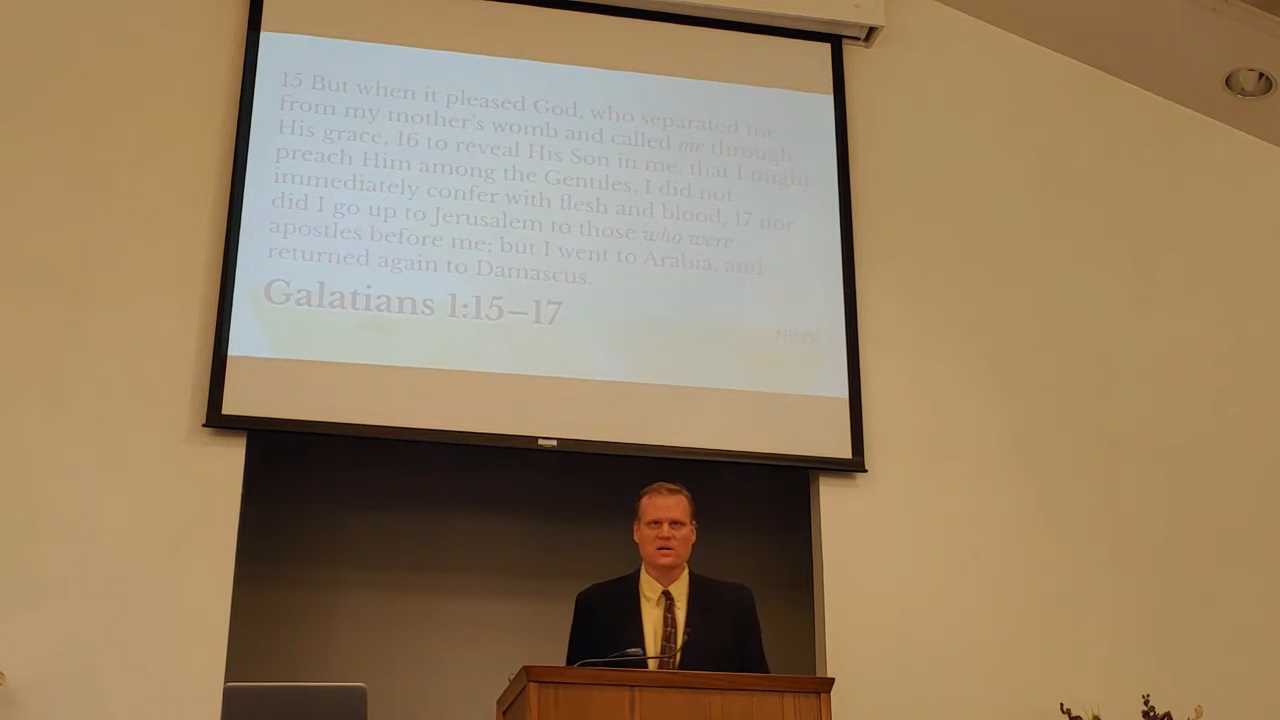 15 But when it pleased God, who separated me
from my mother's womb and called me through
His grace, 16 to reveal His Son in me, that I might
preach Him among the Gentiles, I did not
immediately confer with flesh and blood, 17 nor
did I go up to Jerusalem to those who were
apostles before me; but I went to Arabia, and
returned again to Damascus.
Galatians 1:15–17